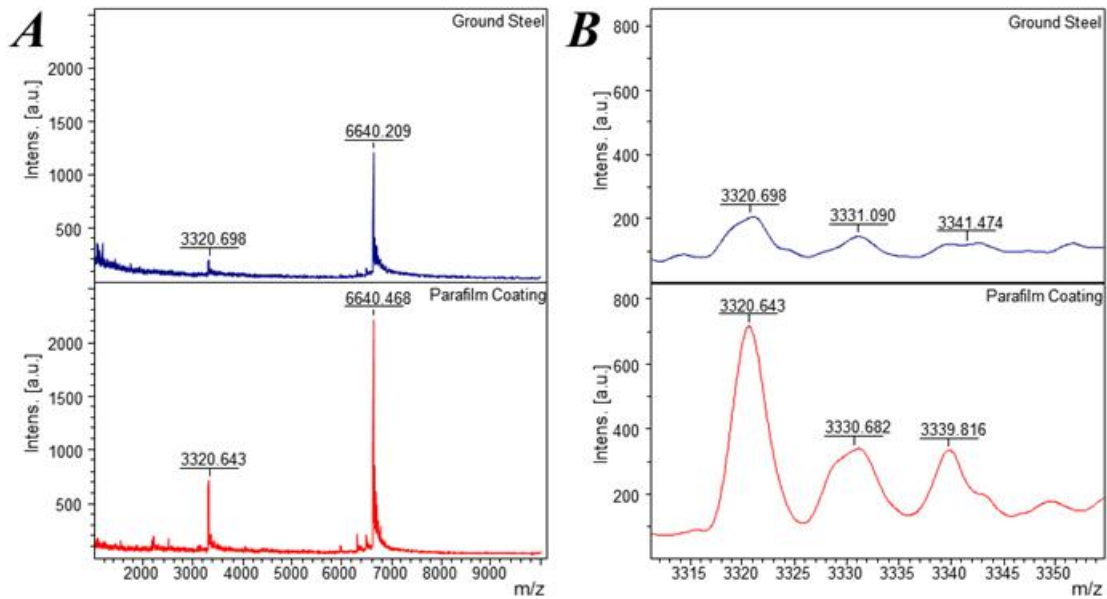 A
Ground Steel
Intens. [a.u.]
2000
1500
1000
500
3320.698
6640.209
Parafilm Coating
Intens. [a.u.]
2000
1500
1000
500
3320.643
6640.468
2000 3000 4000 5000 6000 7000 8000 9000
m/z
B
Ground Steel
Intens. [a.u.]
800
600
400
200
3320.698
3331.090
3341.474
Parafilm Coating
Intens. [a.u.]
800
600
400
200
3320.643
3330.682
3339.816
3315 3320 3325 3330 3335 3340 3345 3350
m/z